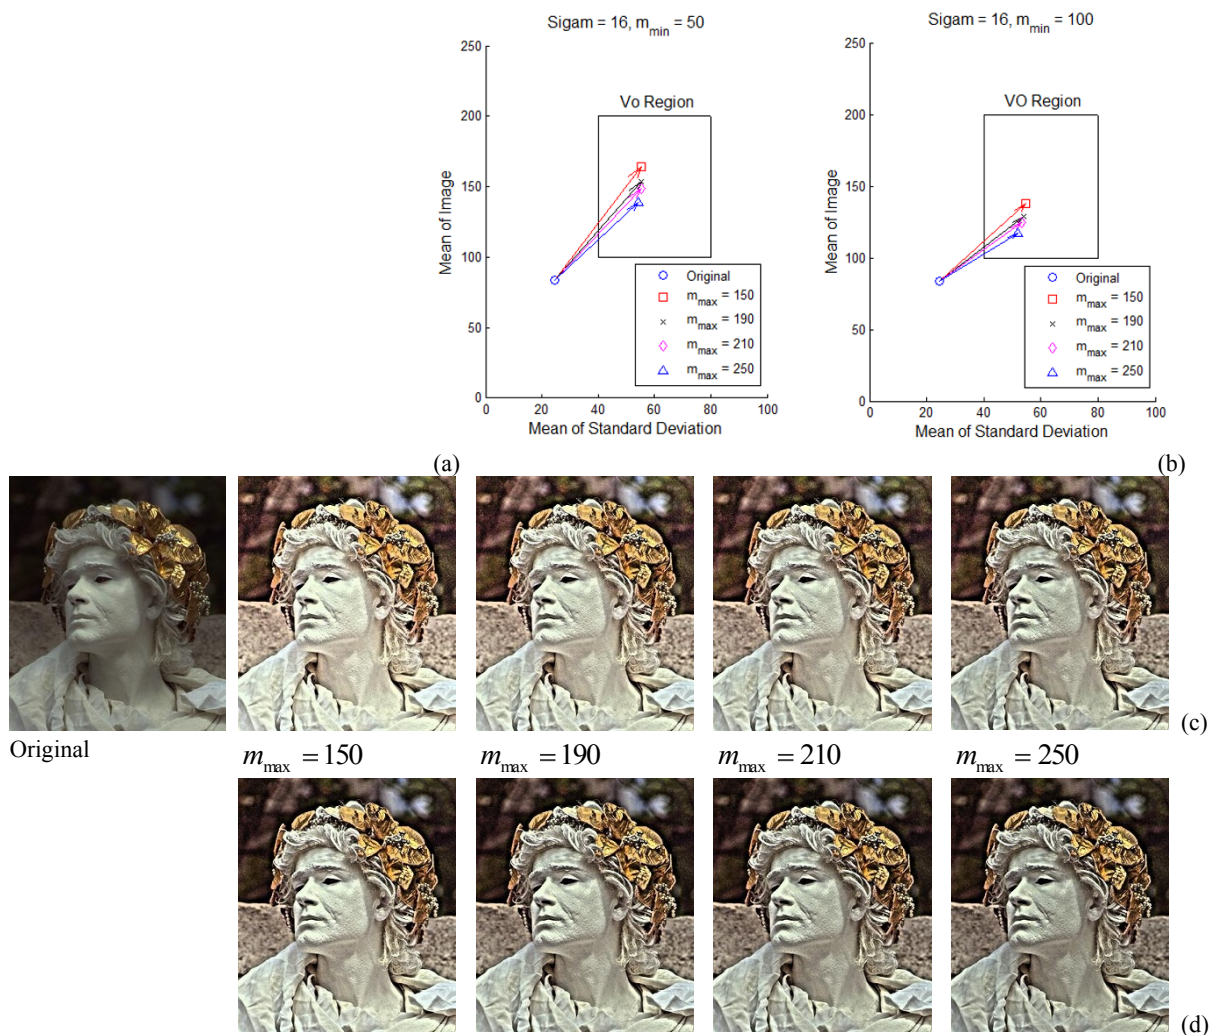 Sigam = 16, m_min = 50
250
200
150
100
50
0
0 20 40 60 80 100
Mean of Image
Mean of Standard Deviation
Vo Region
Original
m_max = 150
m_max = 190
m_max = 210
m_max = 250
(a)
Sigam = 16, m_min = 100
250
200
150
100
50
0
0 20 40 60 80 100
Mean of Image
Mean of Standard Deviation
VO Region
Original
m_max = 150
m_max = 190
m_max = 210
m_max = 250
(b)
(c)
Original
m_max = 150
m_max = 190
m_max = 210
m_max = 250
(d)